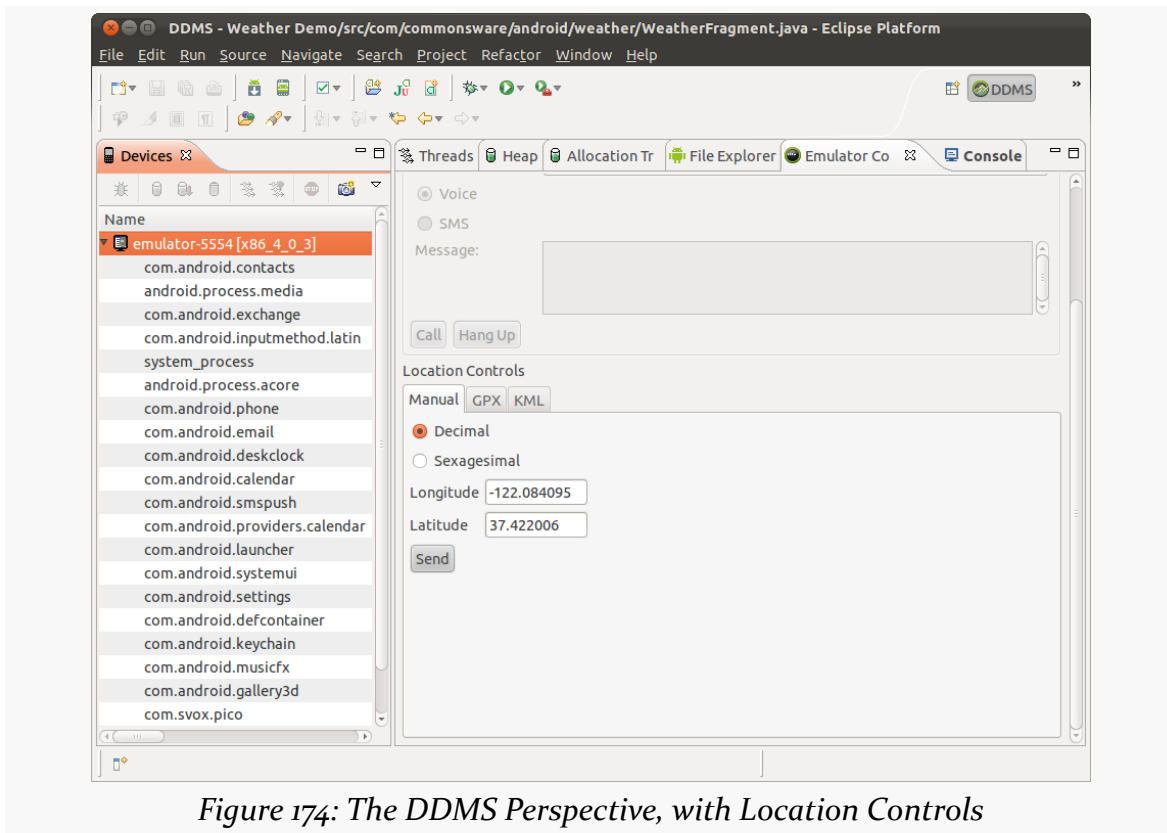 DDMS - Weather Demo/src/com/commonsware/android/weather/WeatherFragment.java - Eclipse Platform
File Edit Run Source Navigate Search Project Refactor Window Help
DDMS
Devices
Name
emulator-5554 [x86_4_0_3]
com.android.contacts
android.process.media
com.android.exchange
com.android.inputmethod.latin
system_process
android.process.acore
com.android.phone
com.android.email
com.android.deskclock
com.android.calendar
com.android.smspush
com.android.providers.calendar
com.android.launcher
com.android.systemui
com.android.settings
com.android.defcontainer
com.android.keychain
com.android.musicfx
com.android.gallery3d
com.svox.pico
Threads Heap Allocation Tr File Explorer Emulator Co Console
Voice
SMS
Message:
Call Hang Up
Location Controls
Manual GPX KML
Decimal
Sexagesimal
Longitude -122.084095
Latitude 37.422006
Send
Figure 174: The DDMS Perspective, with Location Controls